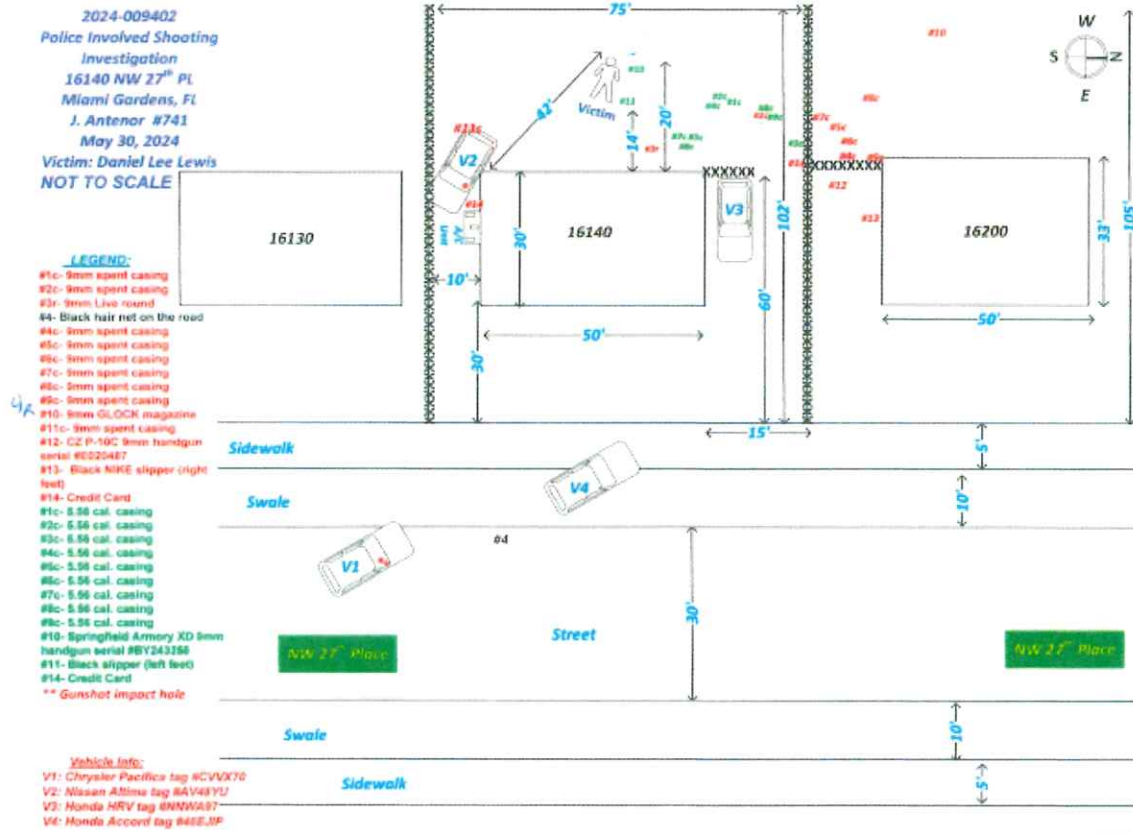 2024-009402
Police Involved Shooting
Investigation
16140 NW 27th PL
Miami Gardens, FL
J. Antenor #741
May 30, 2024
Victim: Daniel Lee Lewis
NOT TO SCALE
W
S N
E
75'
#10
#10
#11
Victim
42'
14'
20'
#3r
#11c
V2
#14
A/C Unit
10'
30'
16130
16140
V3
102'
60'
#12
#13
16200
33'
105'
50'
50'
30'
15'
LEGEND:
#1c- 9mm spent casing
#2c- 9mm spent casing
#3r- 9mm Live round
#4- Black hair net on the road
#4c- 9mm spent casing
#5c- 9mm spent casing
#6c- 9mm spent casing
#7c- 9mm spent casing
#8c- 9mm spent casing
#9c- 9mm spent casing
#10- 9mm GLOCK magazine
#11c- 9mm spent casing
#12- CZ P-10C 9mm handgun
serial
#13- Black NIKE slipper (right
feet)
#14- Credit Card
#1c- 5.56 cal. casing
#2c- 5.56 cal. casing
#3c- 5.56 cal. casing
#4c- 5.56 cal. casing
#5c- 5.56 cal. casing
#6c- 5.56 cal. casing
#7c- 5.56 cal. casing
#8c- 5.56 cal. casing
#9c- 5.56 cal. casing
#10- Springfield Armory XD 9mm
handgun serial
#11- Black slipper (left feet)
#14- Credit Card
** Gunshot impact hole
Sidewalk
5'
Swale
V4
10'
V1
#4
Street
30'
NW 27th Place
NW 27th Place
Swale
10'
Sidewalk
5'
Vehicle Info:
V1: Chrysler Pacifica tag #CVVX70
V2: Nissan Altima tag
V3: Honda HRV tag
V4: Honda Accord tag